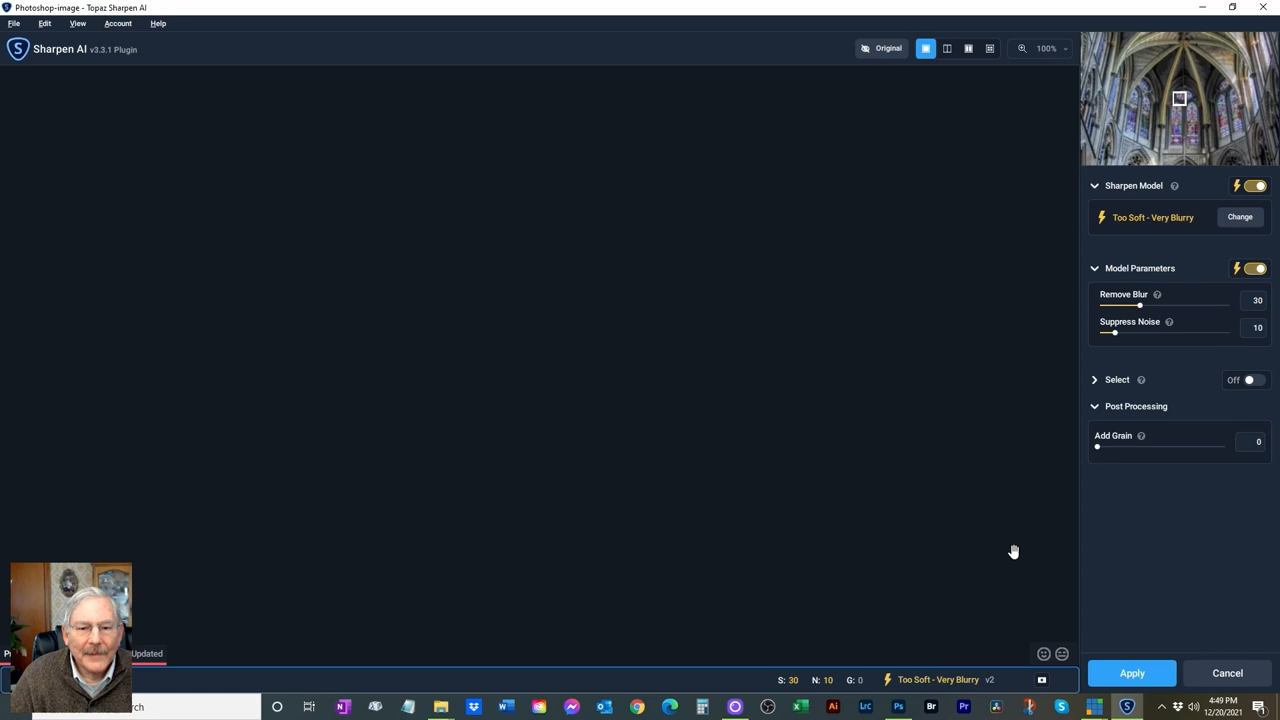 Photoshop-image - Topaz Sharpen AI
File Edit View Account Help
Sharpen AI v3.3.1 Plugin
Original
100%
Sharpen Model
Too Soft - Very Blurry
Change
Model Parameters
Remove Blur
30
Suppress Noise
10
Select
Off
Post Processing
Add Grain
0
Updated
S: 30 N: 10 G: 0 Too Soft - Very Blurry v2
Apply
Cancel
4:49 PM
12/20/2021